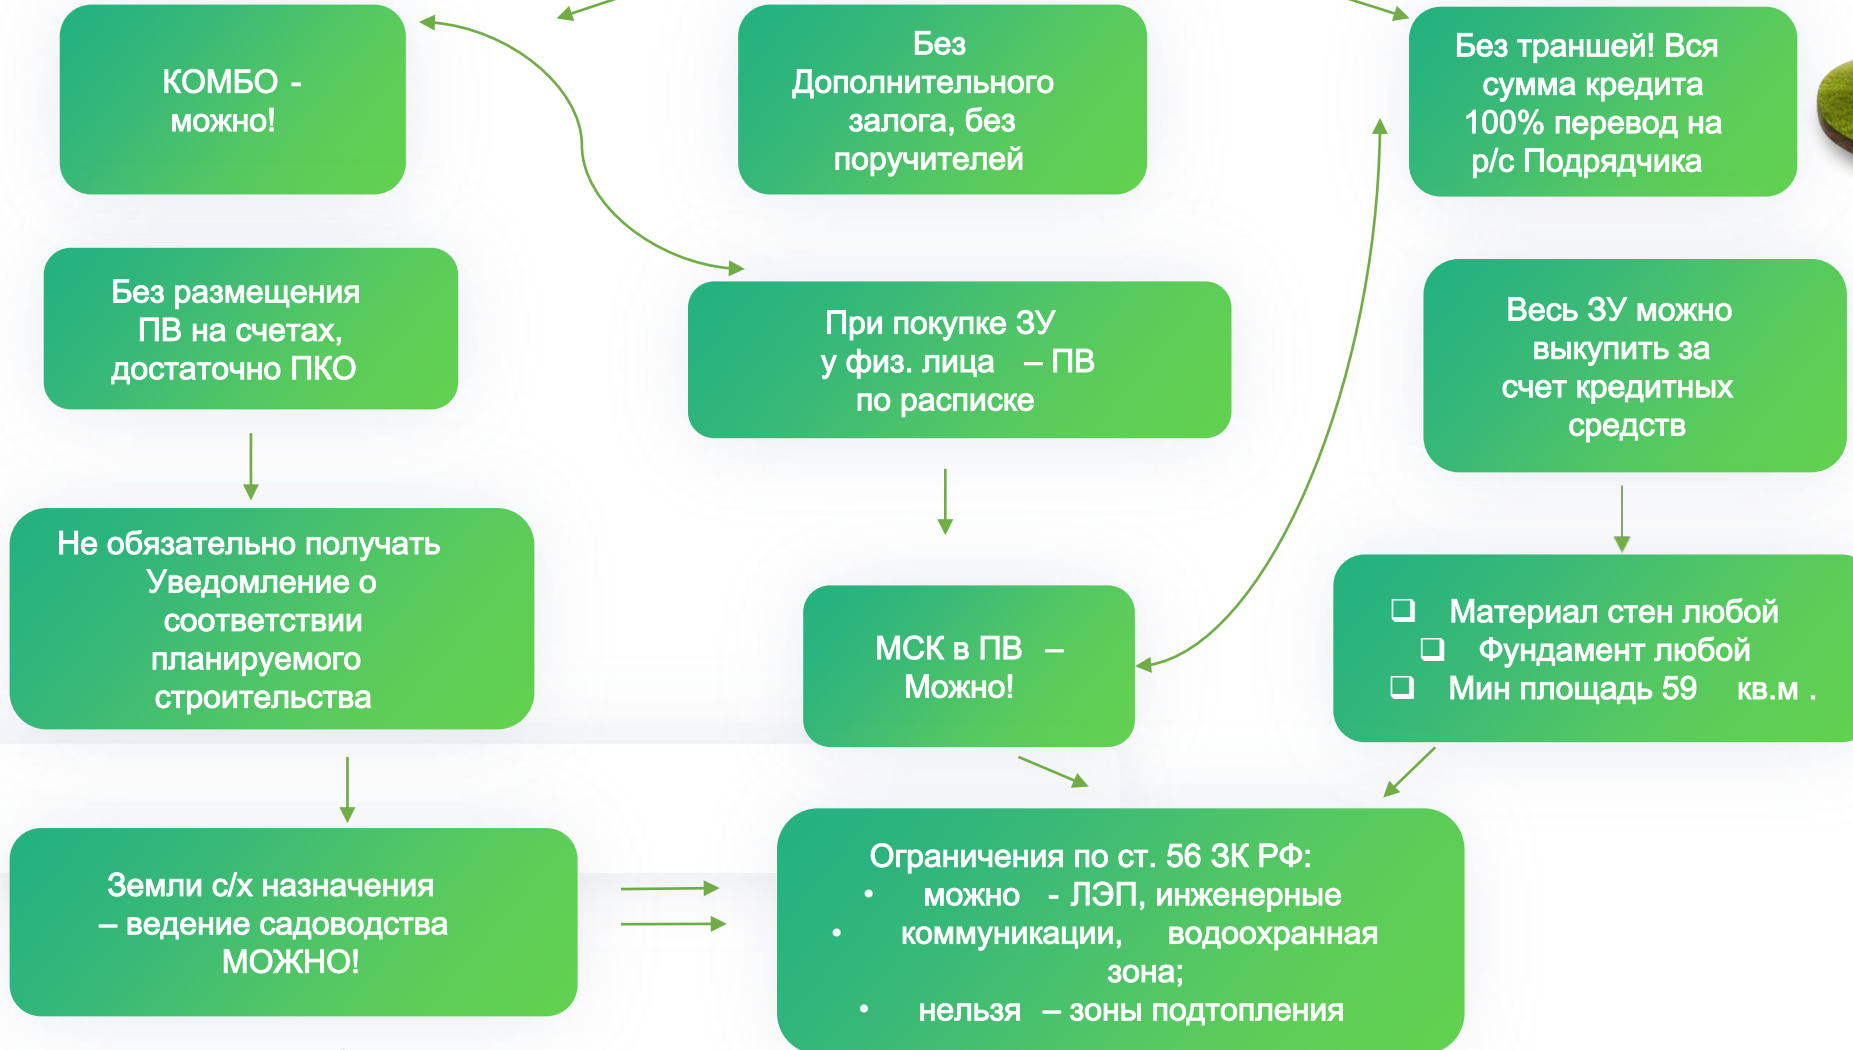 КОМБО -
можно!
Без
Дополнительного
залога, без
поручителей
Без траншей! Вся
сумма кредита
100% перевод на
р/с Подрядчика
Без размещения
ПВ на счетах,
достаточно ПКО
При покупке ЗУ
у физ. лица – ПВ
по расписке
Весь ЗУ можно
выкупить за
счет кредитных
средств
Не обязательно получать
Уведомление о
соответствии
планируемого
строительства
МСК в ПВ –
Можно!
❑ Материал стен любой
❑ Фундамент любой
❑ Мин площадь 59 кв.м .
Земли с/х назначения
– ведение садоводства
МОЖНО!
Ограничения по ст. 56 ЗК РФ:
• можно - ЛЭП, инженерные
• коммуникации, водоохранная
зона;
• нельзя – зоны подтопления